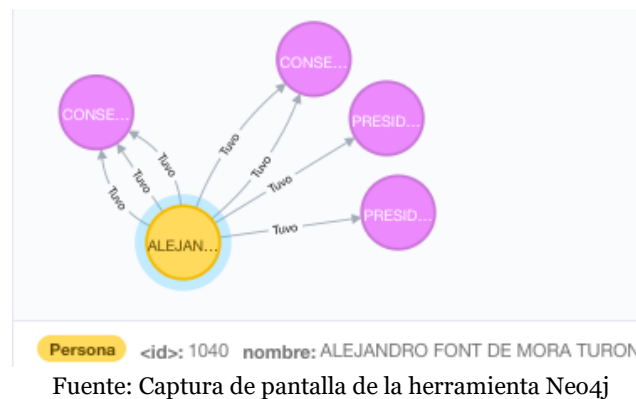 CONSE...
CONSE...
PRESID...
PRESID...
ALEJAN...
Tuvo
Tuvo
Tuvo
Tuvo
Tuvo
Tuvo
Tuvo
Persona <id>: 1040 nombre: ALEJANDRO FONT DE MORA TURON
Fuente: Captura de pantalla de la herramienta Neo4j